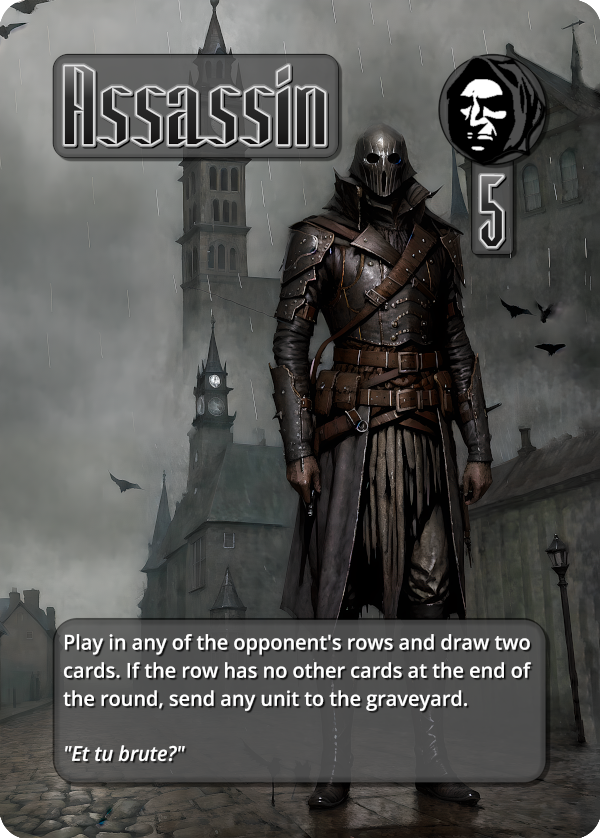 Assassin
5
Play in any of the opponent's rows and draw two
cards. If the row has no other cards at the end of
the round, send any unit to the graveyard.
"Et tu brute?"